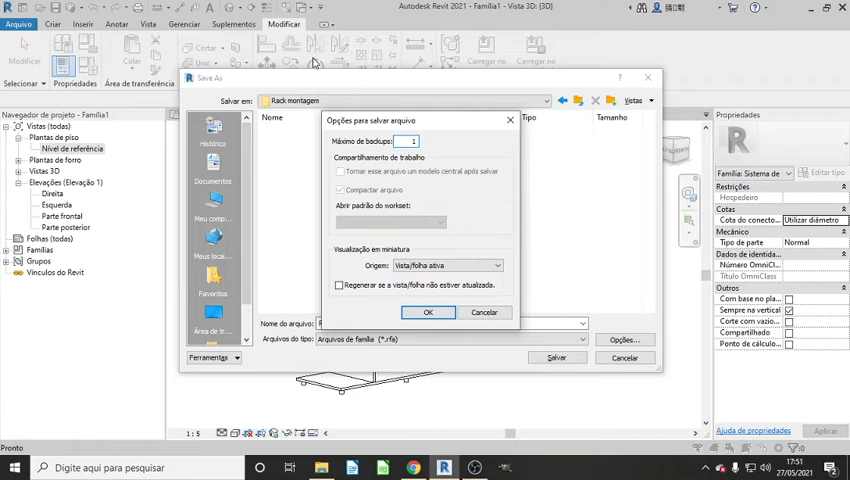 Autodesk Revit 2021 - Família1 - Vista 3D: {3D}
Arquivo Criar Inserir Anotar Vista Gerenciar Suplementos Modificar
Modificar
Colar
Cortar
Unir
Carregar no
Carregar no
Selecionar Propriedades Área de transferência
Navegador de projeto - Família1
Vistas (todas)
Plantas de piso
Nível de referência
Plantas de forro
Vistas 3D
Elevações (Elevação 1)
Direita
Esquerda
Parte frontal
Parte posterior
Folhas (todas)
Famílias
Grupos
Vínculos do Revit
Save As
Salvar em:
Rack montagem
Vistas
Nome
Tipo
Tamanho
Histórico
Documentos
Meu comp...
Meus locai...
Favoritos
Área de tr...
Nome do arquivo:
Arquivos do tipo: Arquivos de família (*.rfa)
Opções...
Ferramentas
Salvar
Cancelar
Opções para salvar arquivo
Máximo de backups: 1
Compartilhamento de trabalho
Tornar esse arquivo um modelo central após salvar
Compactar arquivo
Abrir padrão do workset:
Visualização em miniatura
Origem: Vista/folha ativa
Regenerar se a vista/folha não estiver atualizada.
OK
Cancelar
Propriedades
Família: Sistema de
Editar tipo
Restrições
Hospedeiro
Cotas
Cota do conecto... Utilizar diâmetro
Mecânico
Tipo de parte Normal
Dados de identida...
Número OmniCl...
Título OmniClass
Outros
Com base no pla...
Sempre na vertical
Corte com vazio...
Compartilhado
Ponto de cálculo...
Ajuda de propriedades
Aplicar
1 : 5
Pronto
:0
Digite aqui para pesquisar
17:51
27/05/2021